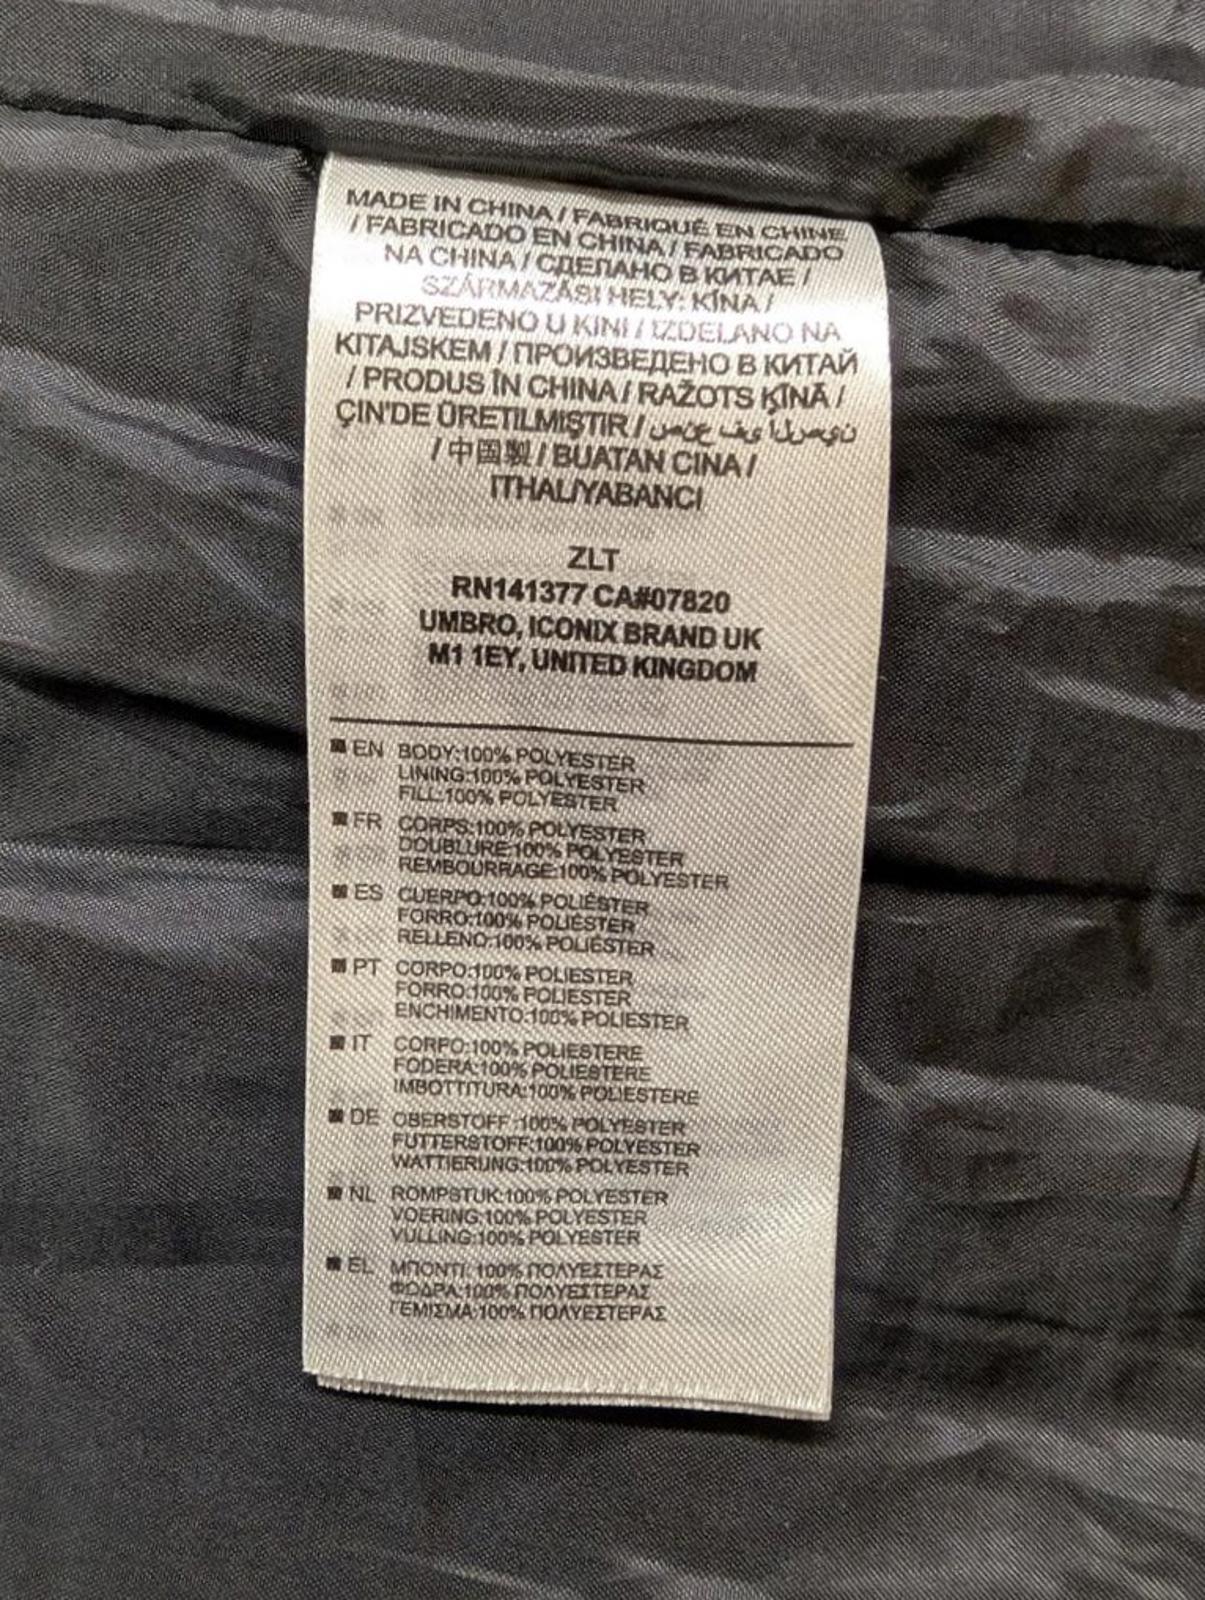 MADE IN CHINA / FABRIQUÉ EN CHINE
/ FABRICADO EN CHINA / FABRICADO
NA CHINA / СДЕЛАНО В КИТАЕ /
SZÁRMAZÁSI HELY: KÍNA /
PRIZVEDENO U KINI / IZDELANO NA
KITAJSKEM / ПРОИЗВЕДЕНО В КИТАЙ
/ PRODUS ÎN CHINA / RAŽOTS ĶĪNĀ /
ÇIN'DE ÜRETILMIŞTIR / صنع في الصين
/ 中国製 / BUATAN CINA /
ITHAL/YABANCI
ZLT
RN141377 CA#07820
UMBRO, ICONIX BRAND UK
M1 1EY, UNITED KINGDOM
■ EN BODY:100% POLYESTER
LINING:100% POLYESTER
FILL:100% POLYESTER
■ FR CORPS:100% POLYESTER
DOUBLURE:100% POLYESTER
REMBOURRAGE:100% POLYESTER
■ ES CUERPO:100% POLIÉSTER
FORRO:100% POLIÉSTER
RELLENO:100% POLIÉSTER
■ PT CORPO:100% POLIESTER
FORRO:100% POLIESTER
ENCHIMENTO:100% POLIESTER
■ IT CORPO:100% POLIESTERE
FODERA:100% POLIESTERE
IMBOTTITURA:100% POLIESTERE
■ DE OBERSTOFF :100% POLYESTER
FUTTERSTOFF:100% POLYESTER
WATTIERUNG:100% POLYESTER
■ NL ROMPSTUK:100% POLYESTER
VOERING:100% POLYESTER
VULLING:100% POLYESTER
■ EL ΜΠΟΝΤΙ: 100% ΠΟΛΥΕΣΤΕΡΑΣ
ΦΟΔΡΑ:100% ΠΟΛΥΕΣΤΕΡΑΣ
ΓΕΜΙΣΜΑ:100% ΠΟΛΥΕΣΤΕΡΑΣ